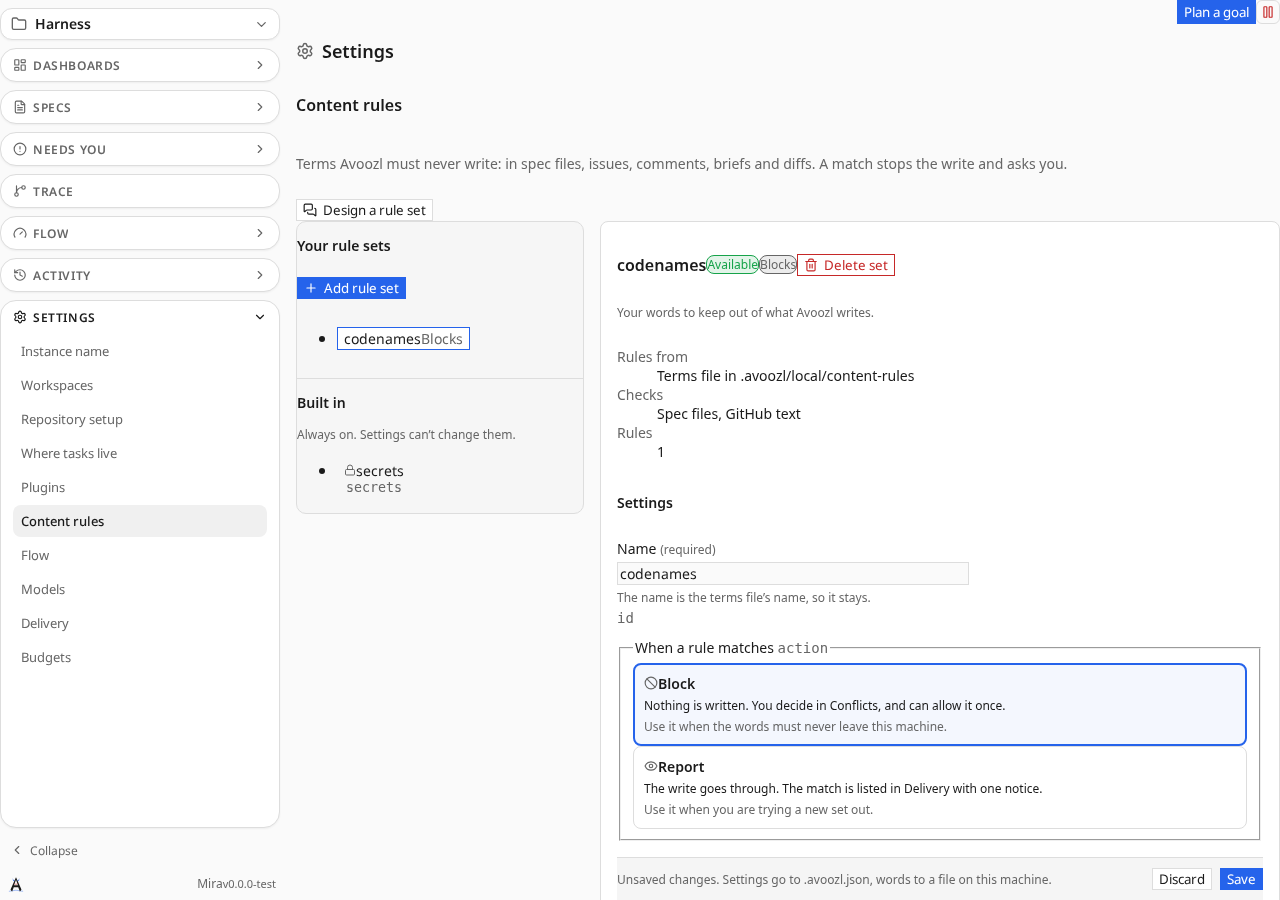 Harness
DASHBOARDS
SPECS
NEEDS YOU
TRACE
FLOW
ACTIVITY
SETTINGS
Instance name
Workspaces
Repository setup
Where tasks live
Plugins
Content rules
Flow
Models
Delivery
Budgets
Collapse
Mirav0.0.0-test
Plan a goal
Settings
Content rules
Terms Avoozl must never write: in spec files, issues, comments, briefs and diffs. A match stops the write and asks you.
Design a rule set
Your rule sets
Add rule set
codenamesBlocks
Built in
Always on. Settings can’t change them.
secrets
secrets
codenames Available Blocks Delete set
Your words to keep out of what Avoozl writes.
Rules from
Terms file in .avoozl/local/content-rules
Checks
Spec files, GitHub text
Rules
1
Settings
Name (required)
codenames
The name is the terms file’s name, so it stays.
id
When a rule matches action
Block
Nothing is written. You decide in Conflicts, and can allow it once.
Use it when the words must never leave this machine.
Report
The write goes through. The match is listed in Delivery with one notice.
Use it when you are trying a new set out.
Unsaved changes. Settings go to .avoozl.json, words to a file on this machine.
Discard
Save